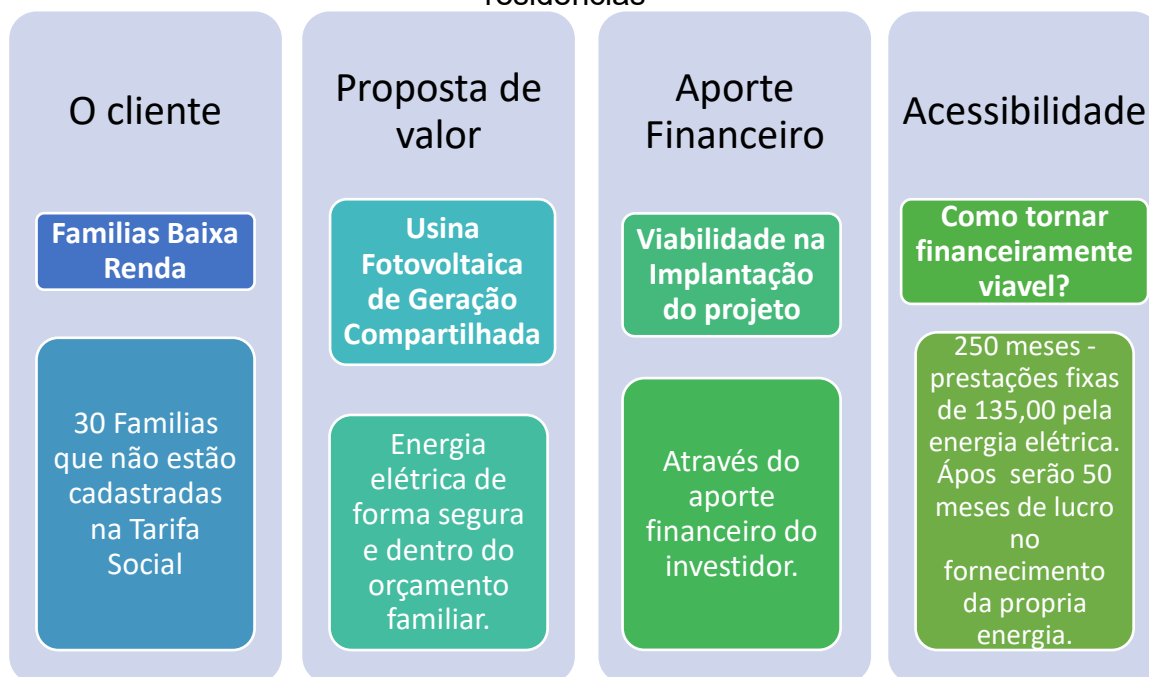 residências
O cliente
Familias Baixa
Renda
30 Familias
que não estão
cadastradas
na Tarifa
Social
Proposta de
valor
Usina
Fotovoltaica
de Geração
Compartilhada
Energia
elétrica de
forma segura
e dentro do
orçamento
familiar.
Aporte
Financeiro
Viabilidade na
Implantação
do projeto
Através do
aporte
financeiro do
investidor.
Acessibilidade
Como tornar
financeiramente
viavel?
250 meses -
prestações fixas
de 135,00 pela
energia elétrica.
Ápos serão 50
meses de lucro
no
fornecimento
da propria
energia.